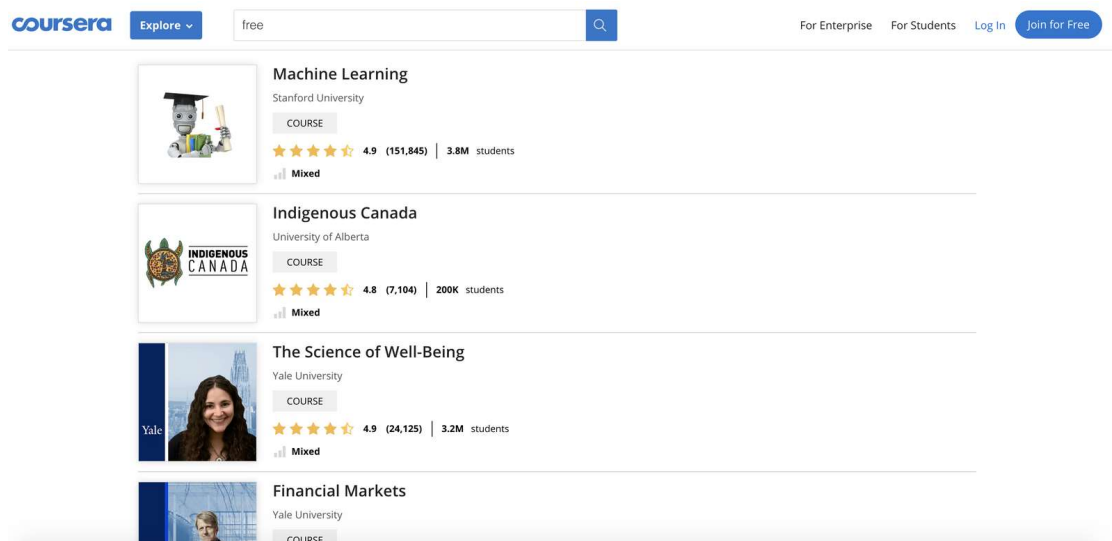 coursera
Explore
free
For Enterprise
For Students
Log In
Join for Free
Machine Learning
Stanford University
COURSE
4.9 (151,845) | 3.8M students
Mixed
INDIGENOUS
CANADA
Indigenous Canada
University of Alberta
COURSE
4.8 (7,104) | 200K students
Mixed
Yale
The Science of Well-Being
Yale University
COURSE
4.9 (24,125) | 3.2M students
Mixed
Financial Markets
Yale University
COURSE